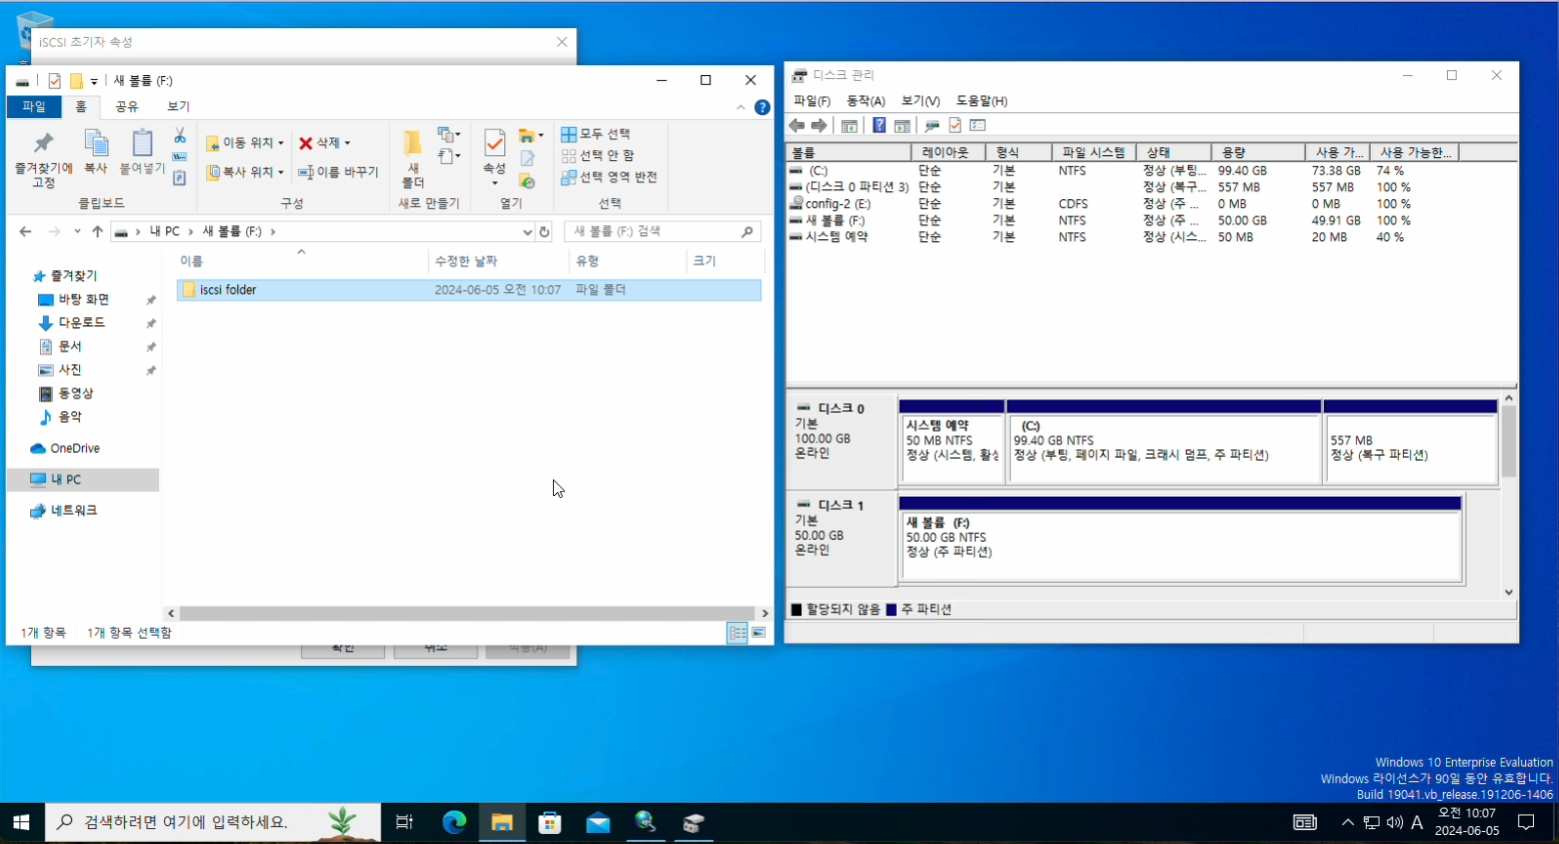 iSCSI 초기자 속성
새 볼륨 (F:)
파일 홈 공유 보기
즐겨찾기에 고정
복사
붙여넣기
이동 위치
복사 위치
삭제
이름 바꾸기
새 폴더
속성
모두 선택
선택 안 함
선택 영역 반전
클립보드 구성 새로 만들기 열기 선택
내 PC 새 볼륨 (F:)
새 볼륨 (F:) 검색
이름 수정한 날짜 유형 크기
iscsi folder 2024-06-05 오전 10:07 파일 폴더
즐겨찾기
바탕 화면
다운로드
문서
사진
동영상
음악
OneDrive
내 PC
네트워크
1개 항목 1개 항목 선택함
확인 취소 적용(A)
디스크 관리
파일(F) 동작(A) 보기(V) 도움말(H)
볼륨 레이아웃 형식 파일 시스템 상태 용량 사용 가... 사용 가능한...
(C:) 단순 기본 NTFS 정상 (부팅... 99.40 GB 73.38 GB 74 %
(디스크 0 파티션 3) 단순 기본 정상 (복구... 557 MB 557 MB 100 %
config-2 (E:) 단순 기본 CDFS 정상 (주 ... 0 MB 0 MB 100 %
새 볼륨 (F:) 단순 기본 NTFS 정상 (주 ... 50.00 GB 49.91 GB 100 %
시스템 예약 단순 기본 NTFS 정상 (시스... 50 MB 20 MB 40 %
디스크 0
기본
100.00 GB
온라인
시스템 예약
50 MB NTFS
정상 (시스템, 활성
(C:)
99.40 GB NTFS
정상 (부팅, 페이지 파일, 크래시 덤프, 주 파티션)
557 MB
정상 (복구 파티션)
디스크 1
기본
50.00 GB
온라인
새 볼륨 (F:)
50.00 GB NTFS
정상 (주 파티션)
할당되지 않음 주 파티션
Windows 10 Enterprise Evaluation
Windows 라이선스가 90일 동안 유효합니다.
Build 19041.vb_release.191206-1406
검색하려면 여기에 입력하세요.
A
오전 10:07
2024-06-05